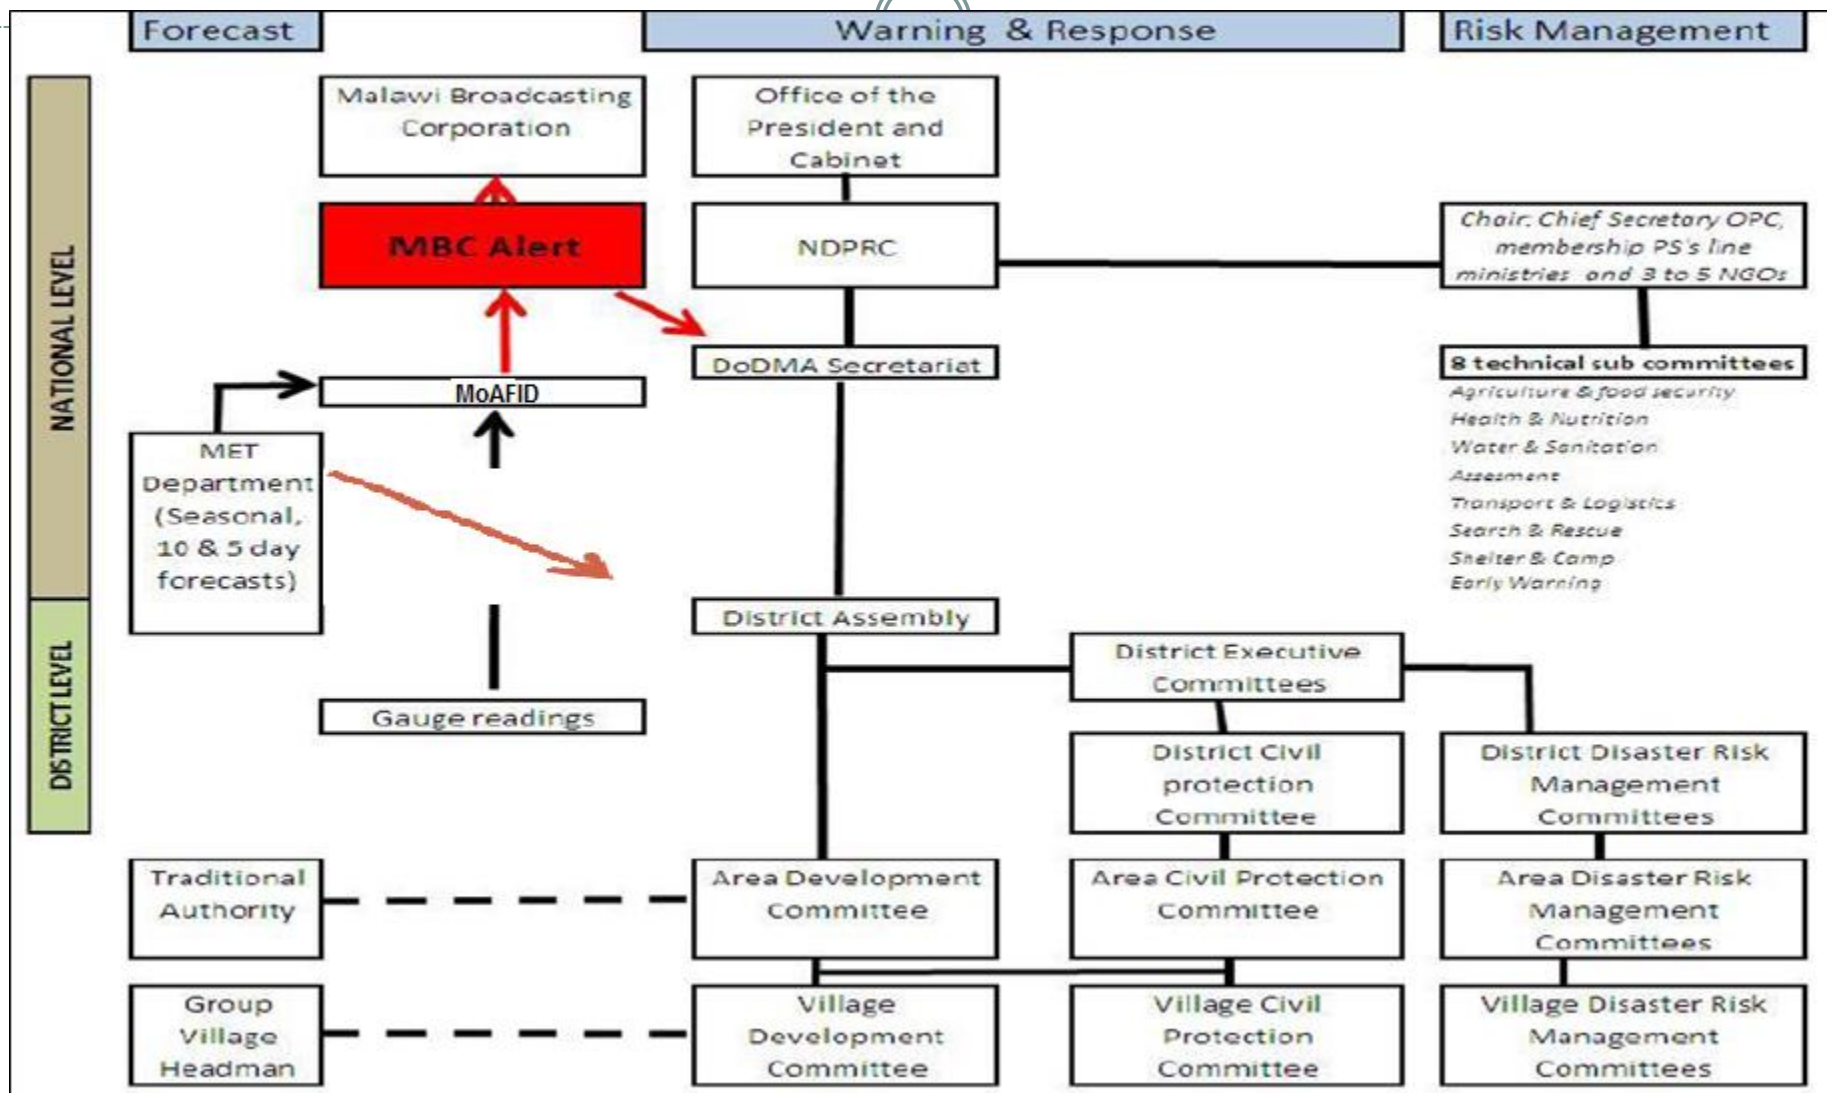 Forecast
Warning & Response
Risk Management
NATIONAL LEVEL
DISTRICT LEVEL
Malawi Broadcasting
Corporation
Office of the
President and
Cabinet
MBC Alert
NDPRC
Chair: Chief Secretary OPC,
membership PS's line
ministries and 3 to 5 NGOs
DoDMA Secretariat
8 technical sub committees
Agriculture & food security
Health & Nutrition
Water & Sanitation
Assesment
Transport & Logistics
Search & Rescue
Shelter & Camp
Early Warning
MoAFID
MET
Department
(Seasonal,
10 & 5 day
forecasts)
District Assembly
District Executive
Committees
Gauge readings
District Civil
protection
Committee
District Disaster Risk
Management
Committees
Traditional
Authority
Area Development
Committee
Area Civil Protection
Committee
Area Disaster Risk
Management
Committees
Group
Village
Headman
Village
Development
Committee
Village Civil
Protection
Committee
Village Disaster Risk
Management
Committees